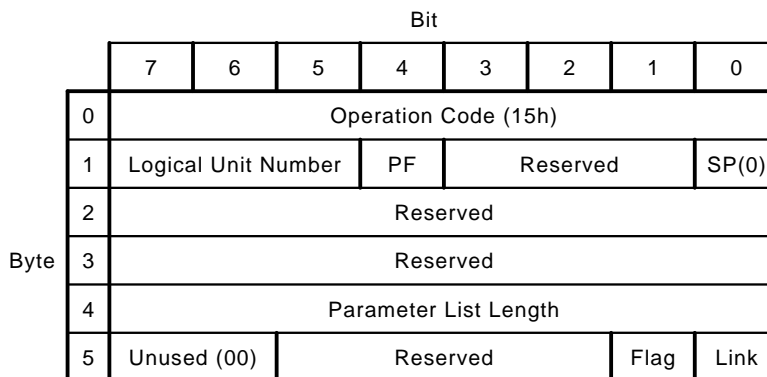 Bit
7 6 5 4 3 2 1 0
0 Operation Code (15h)
1 Logical Unit Number PF Reserved SP(0)
2 Reserved
Byte 3 Reserved
4 Parameter List Length
5 Unused (00) Reserved Flag Link